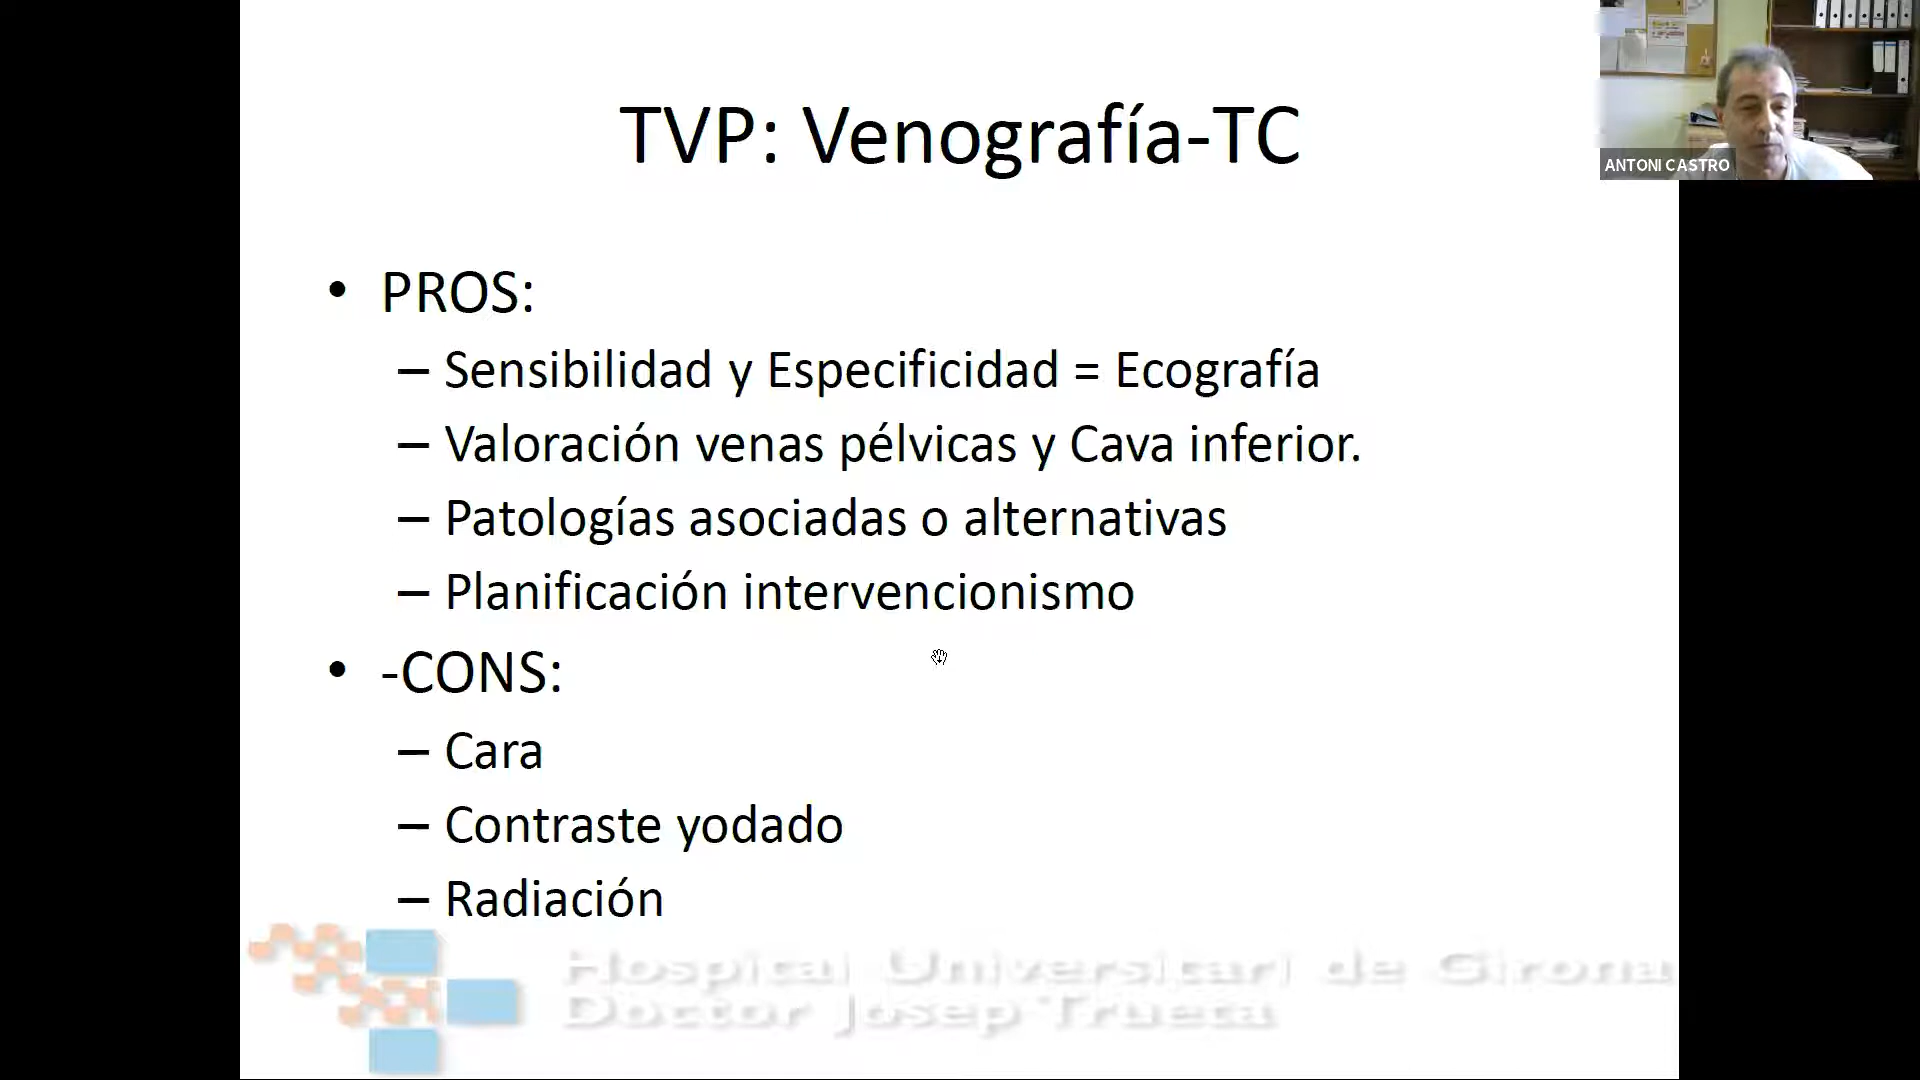 TVP: Venografía-TC
ANTONI CASTRO
• PROS:
– Sensibilidad y Especificidad = Ecografía
– Valoración venas pélvicas y Cava inferior.
– Patologías asociadas o alternativas
– Planificación intervencionismo
• -CONS:
– Cara
– Contraste yodado
– Radiación
Hospital Universitari de Girona
Doctor Josep Trueta